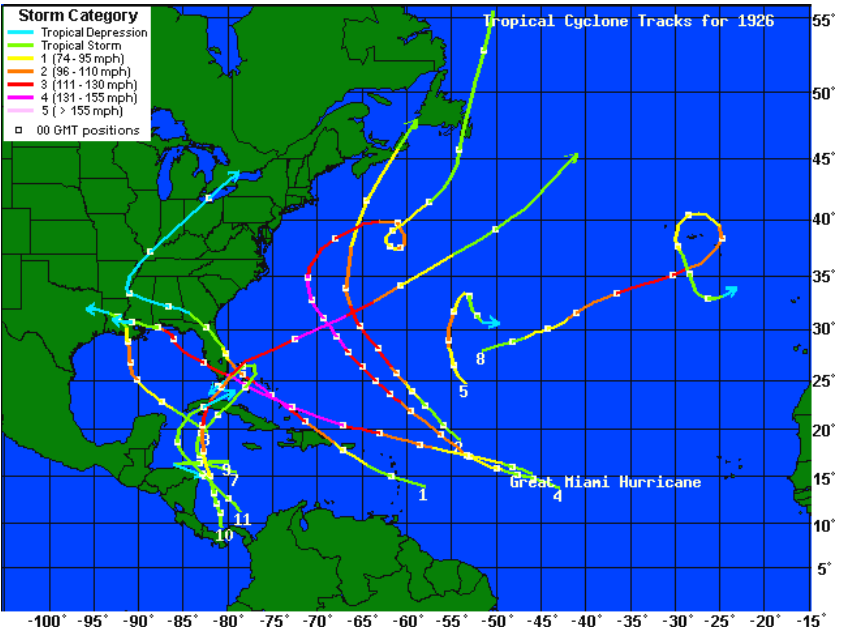 Storm Category
Tropical Depression
Tropical Storm
1 (74-95 mph)
2 (96-110 mph)
3 (111-130 mph)
4 (131-155 mph)
5 ( > 155 mph)
00 GMT positions
Tropical Cyclone Tracks for 1926
55°
50°
45°
40°
35°
30°
25°
20°
15°
10°
5°
8
5
2
3
9
7
Great Miami Hurricane
1
4
11
10
-100° -95° -90° -85° -80° -75° -70° -65° -60° -55° -50° -45° -40° -35° -30° -25° -20° -15°